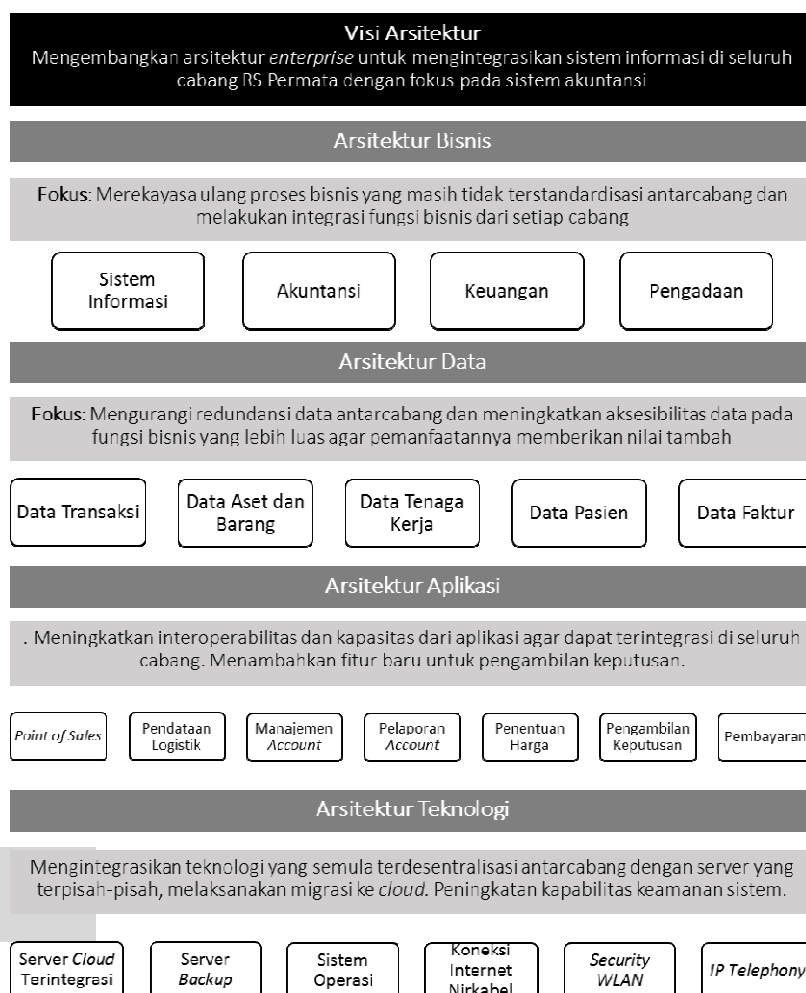 Visi Arsitektur
Mengembangkan arsitektur enterprise untuk mengintegrasikan sistem informasi di seluruh
cabang RS Permata dengan fokus pada sistem akuntansi
Arsitektur Bisnis
Fokus: Merekayasa ulang proses bisnis yang masih tidak terstandardisasi antarcabang dan
melakukan integrasi fungsi bisnis dari setiap cabang
Sistem
Informasi
Akuntansi
Keuangan
Pengadaan
Arsitektur Data
Fokus: Mengurangi redundansi data antarcabang dan meningkatkan aksesibilitas data pada
fungsi bisnis yang lebih luas agar pemanfaatannya memberikan nilai tambah
Data Transaksi
Data Aset dan
Barang
Data Tenaga
Kerja
Data Pasien
Data Faktur
Arsitektur Aplikasi
. Meningkatkan interoperabilitas dan kapasitas dari aplikasi agar dapat terintegrasi di seluruh
cabang. Menambahkan fitur baru untuk pengambilan keputusan.
Point of Sales
Pendataan
Logistik
Manajemen
Account
Pelaporan
Account
Penentuan
Harga
Pengambilan
Keputusan
Pembayaran
Arsitektur Teknologi
Mengintegrasikan teknologi yang semula terdesentralisasi antarcabang dengan server yang
terpisah-pisah, melaksanakan migrasi ke cloud. Peningkatan kapabilitas keamanan sistem.
Server Cloud
Terintegrasi
Server
Backup
Sistem
Operasi
Koneksi
Internet
Nirkabel
Security
WLAN
IP Telephony